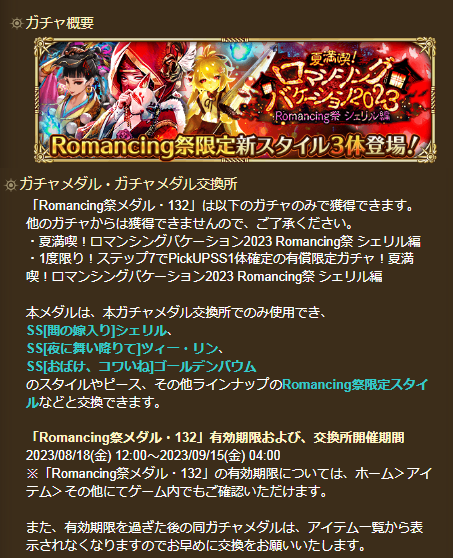 ガチャ概要
夏満喫!
ロマンシング
バケーション2023
Romancing祭 シェリル編
Romancing祭限定新スタイル3体登場!
ガチャメダル・ガチャメダル交換所
「Romancing祭メダル・132」は以下のガチャのみで獲得できます。
他のガチャからは獲得できませんので、ご了承ください。
・夏満喫！ロマンシングバケーション2023 Romancing祭 シェリル編
・1度限り！ステップ7でPickUPSS1体確定の有償限定ガチャ！夏満
喫！ロマンシングバケーション2023 Romancing祭 シェリル編
本メダルは、本ガチャメダル交換所でのみ使用でき、
SS[闇の嫁入り]シェリル、
SS[夜に舞い降りて]ツィー・リン、
SS[おばけ、コワいね]ゴールデンバウム
のスタイルやピース、その他ラインナップのRomancing祭限定スタイ
ルなどと交換できます。
「Romancing祭メダル・132」有効期限および、交換所開催期間
2023/08/18(金) 12:00～2023/09/15(金) 04:00
※「Romancing祭メダル・132」の有効期限については、ホーム＞アイ
テム＞その他にてゲーム内でもご確認いただけます。
また、有効期限を過ぎた後の同ガチャメダルは、アイテム一覧から表
示されなくなりますのでお早めに交換をお願いいたします。